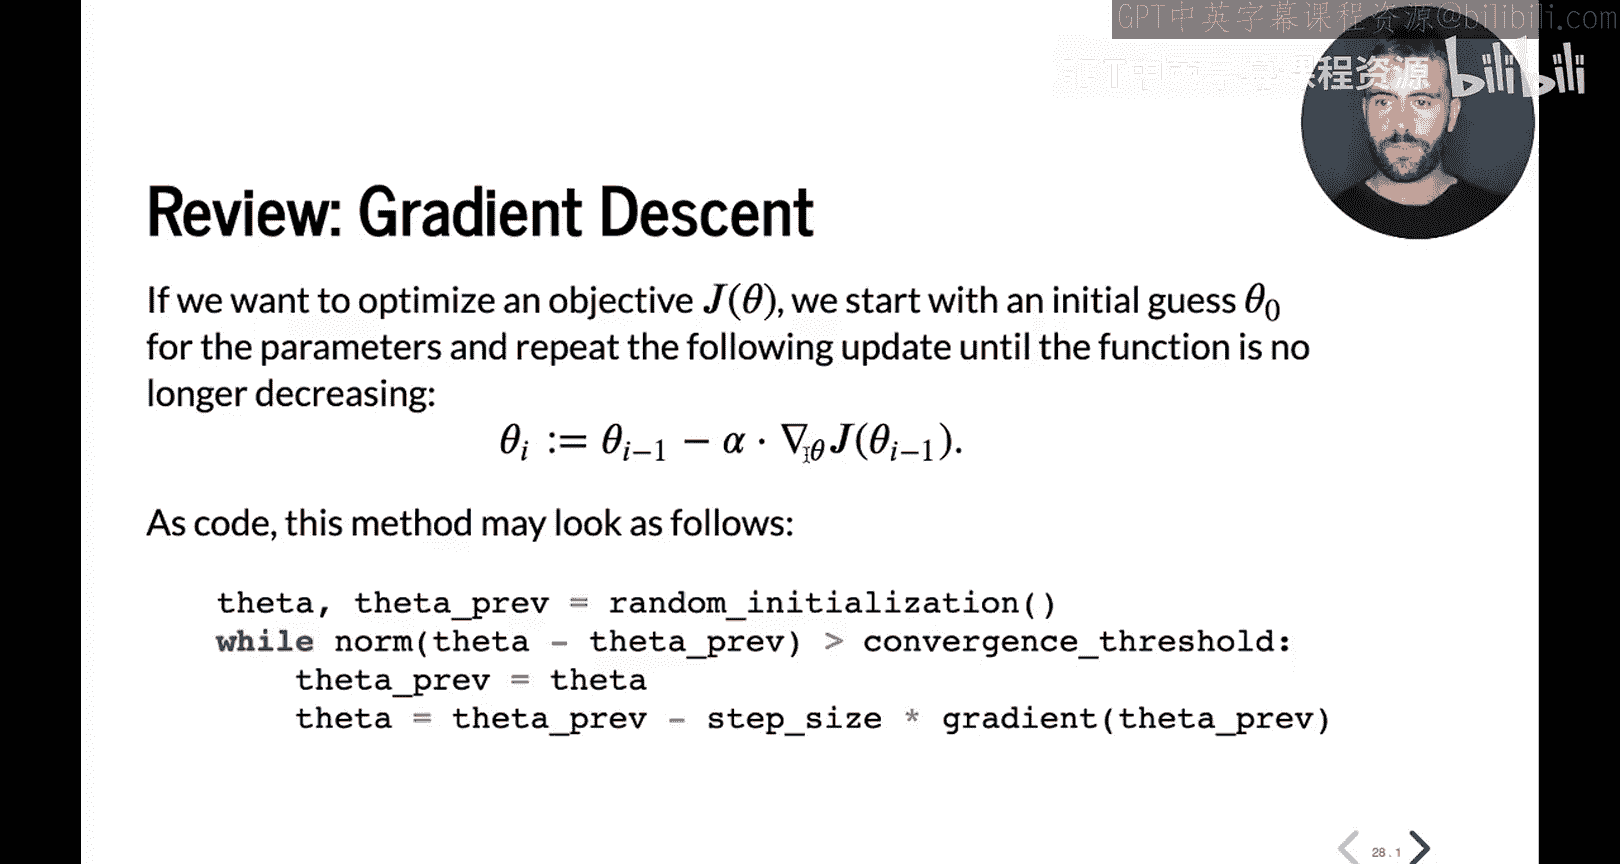 GPT中英字幕课程资源@bilibili.com
课程资源 bilibili
Review: Gradient Descent
If we want to optimize an objective J(θ), we start with an initial guess θ₀
for the parameters and repeat the following update until the function is no
longer decreasing:
θᵢ := θᵢ₋₁ − α · ∇θJ(θᵢ₋₁).
As code, this method may look as follows:
theta, theta_prev = random_initialization()
while norm(theta - theta_prev) > convergence_threshold:
    theta_prev = theta
    theta = theta_prev - step_size * gradient(theta_prev)
28 . 1